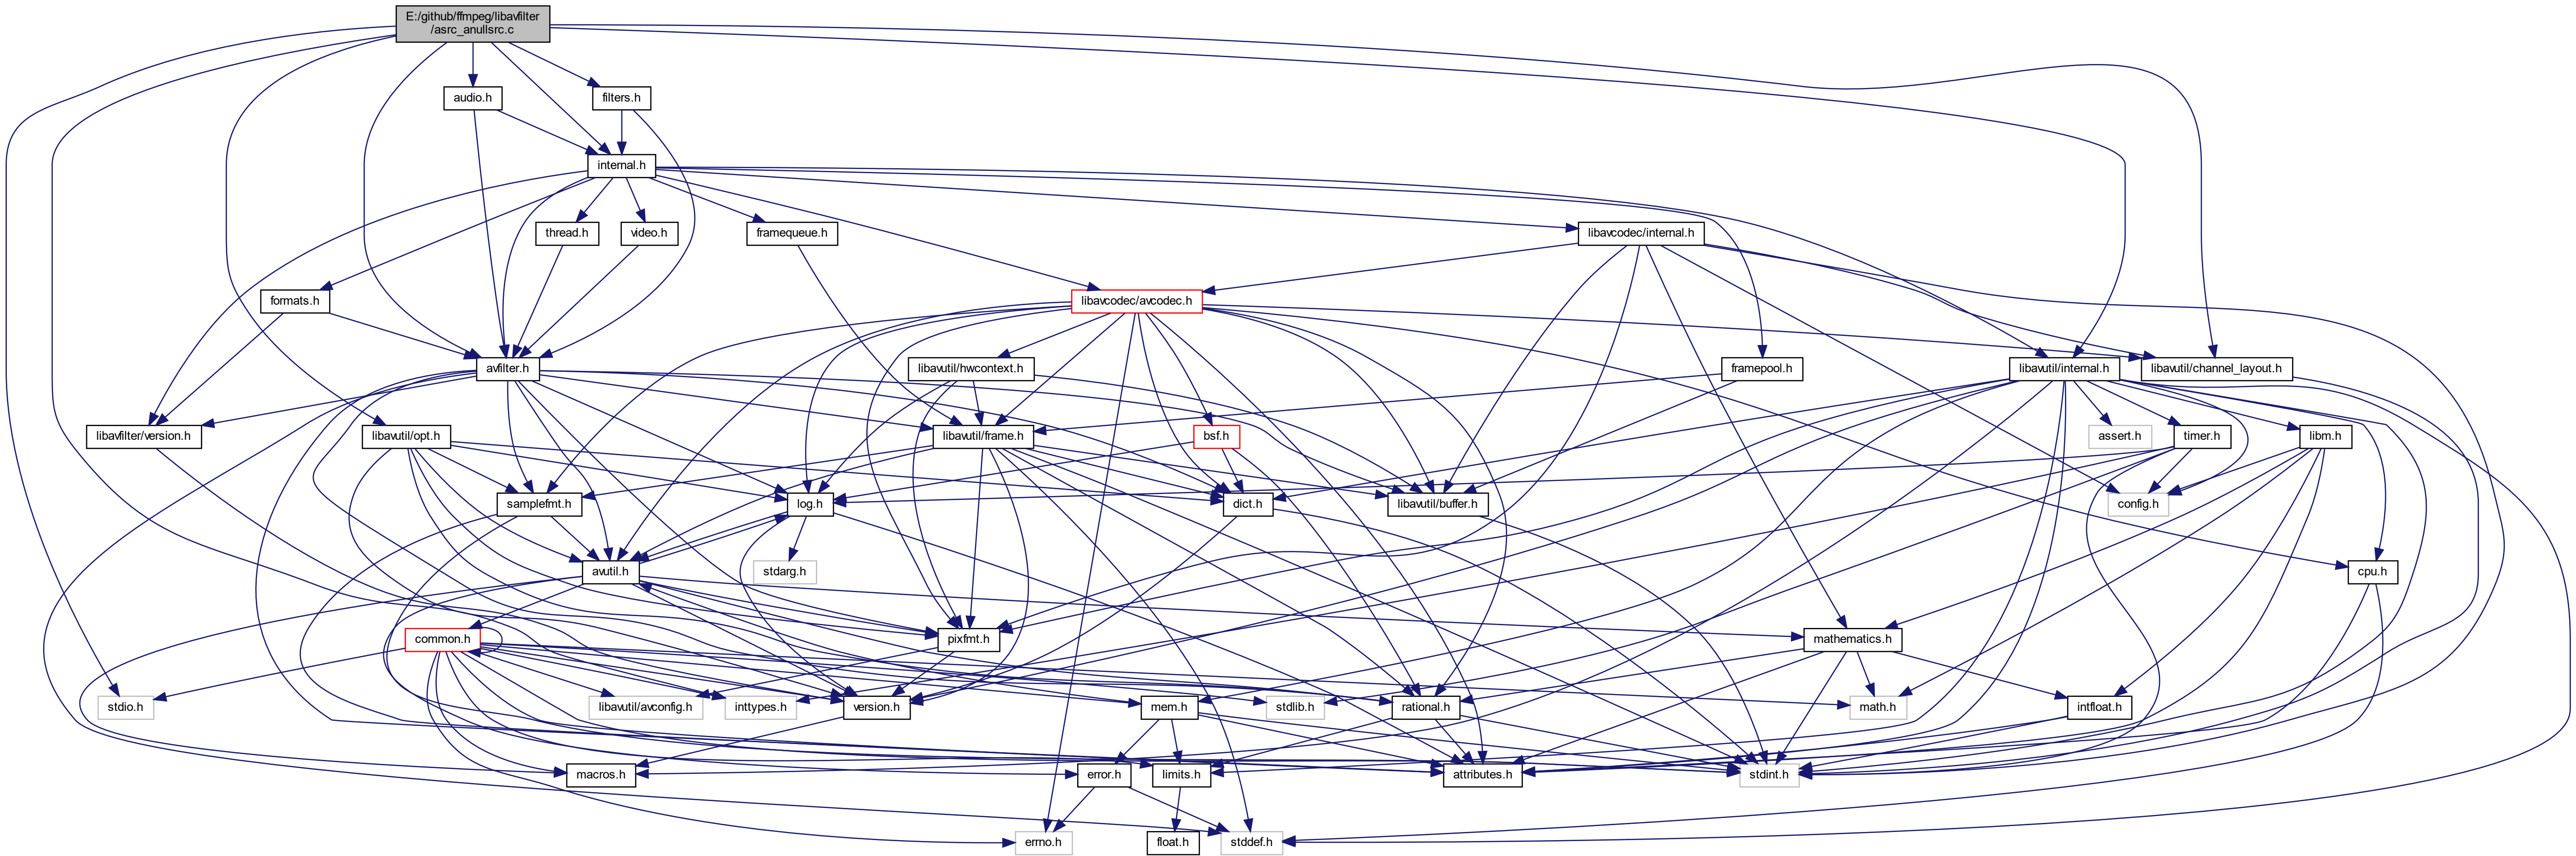 E:/github/ffmpeg/libavfilter
/asrc_anullsrc.c
audio.h
filters.h
internal.h
thread.h
video.h
framequeue.h
libavcodec/internal.h
formats.h
libavcodec/avcodec.h
avfilter.h
libavutil/hwcontext.h
framepool.h
libavutil/internal.h
libavutil/channel_layout.h
libavfilter/version.h
libavutil/opt.h
libavutil/frame.h
bsf.h
assert.h
timer.h
libm.h
samplefmt.h
log.h
dict.h
libavutil/buffer.h
config.h
avutil.h
stdarg.h
cpu.h
common.h
pixfmt.h
mathematics.h
stdio.h
libavutil/avconfig.h
inttypes.h
version.h
mem.h
stdlib.h
rational.h
math.h
intfloat.h
macros.h
error.h
limits.h
attributes.h
stdint.h
errno.h
float.h
stddef.h